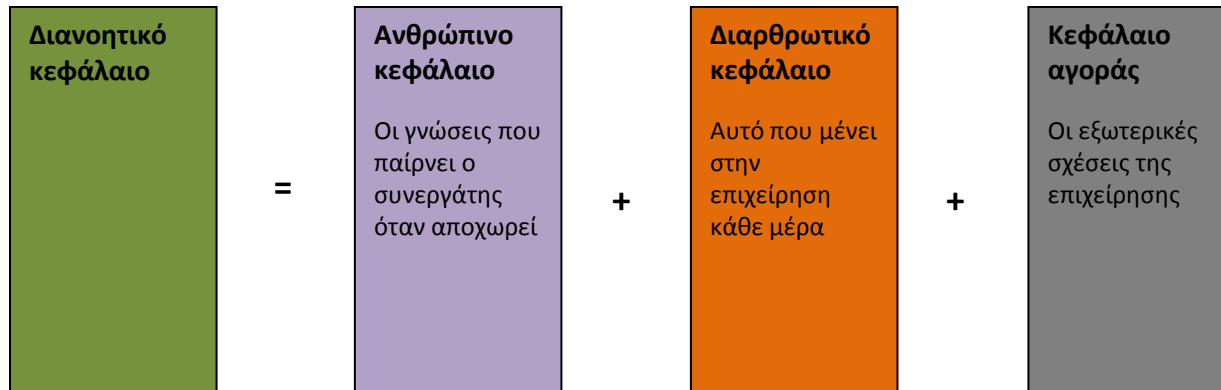 Διανοητικό
κεφάλαιο
=
Ανθρώπινο
κεφάλαιο
Οι γνώσεις που
παίρνει ο
συνεργάτης
όταν αποχωρεί
+
Διαρθρωτικό
κεφάλαιο
Αυτό που μένει
στην
επιχείρηση
κάθε μέρα
+
Κεφάλαιο
αγοράς
Οι εξωτερικές
σχέσεις της
επιχείρησης